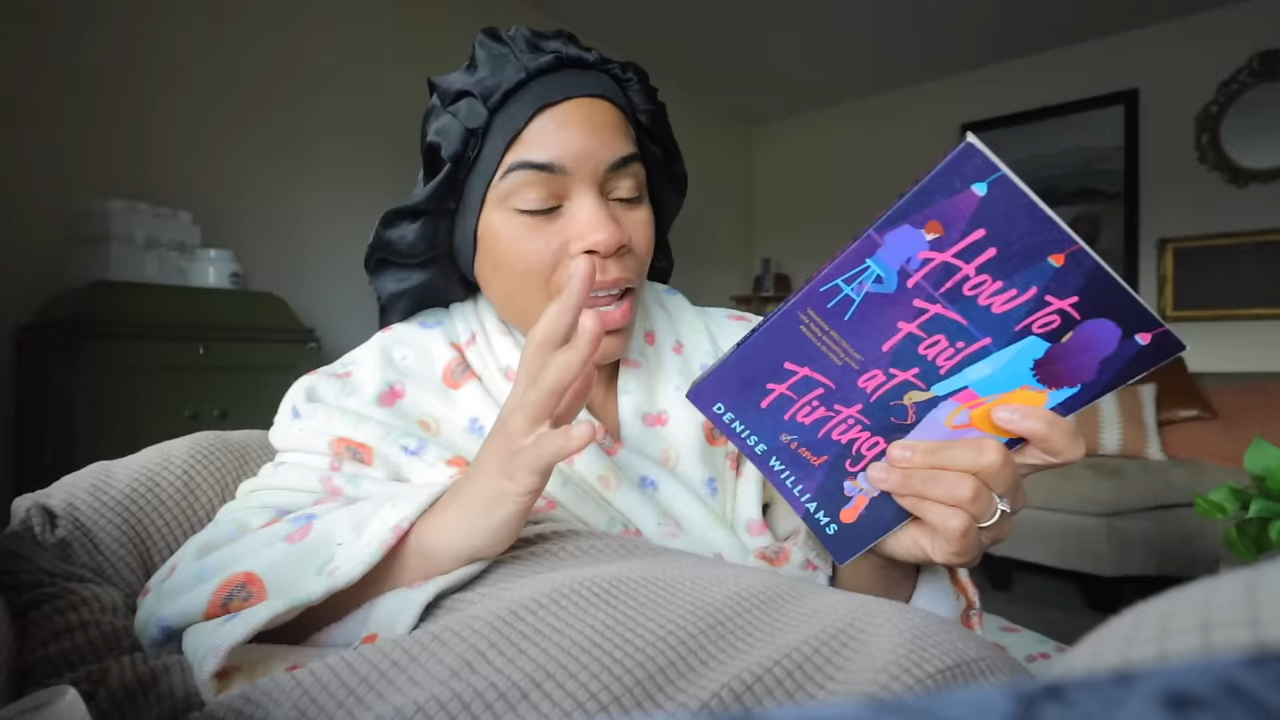 How to
Fail
at
Flirting
a novel
DENISE WILLIAMS